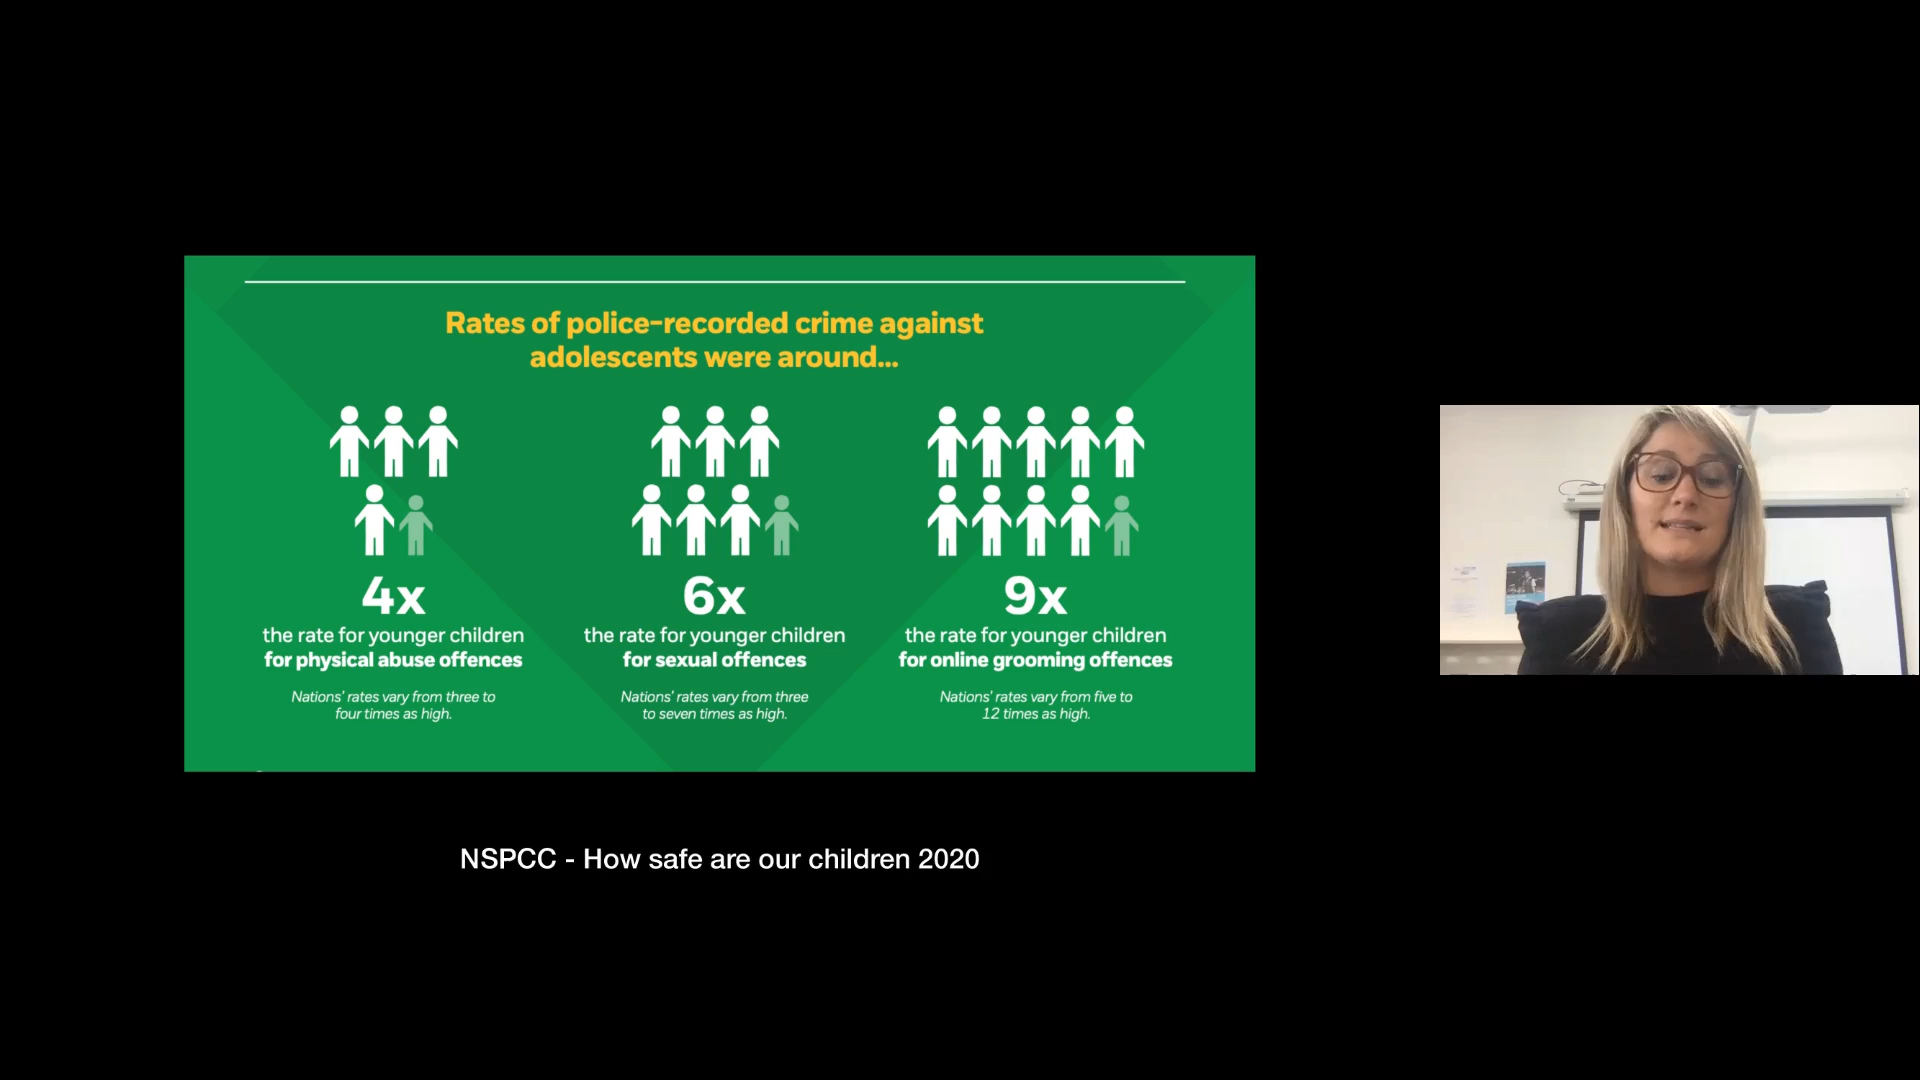 Rates of police-recorded crime against
adolescents were around...
4x
the rate for younger children
for physical abuse offences
Nations' rates vary from three to
four times as high.
6x
the rate for younger children
for sexual offences
Nations' rates vary from three
to seven times as high.
9x
the rate for younger children
for online grooming offences
Nations' rates vary from five to
12 times as high.
NSPCC - How safe are our children 2020